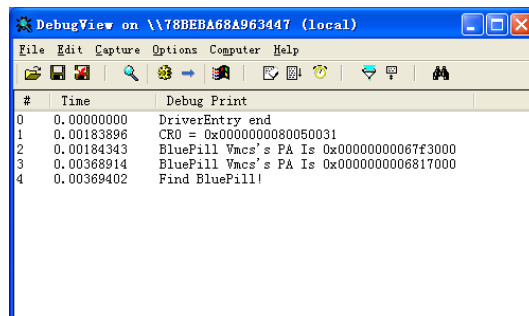 DebugView on \\78BEBA68A963447 (local)
File Edit Capture Options Computer Help
# Time Debug Print
0 0.00000000 DriverEntry end
1 0.00183896 CR0 = 0x0000000080050031
2 0.00184343 BluePill Vmcs's PA Is 0x00000000067f3000
3 0.00368914 BluePill Vmcs's PA Is 0x0000000006817000
4 0.00369402 Find BluePill!